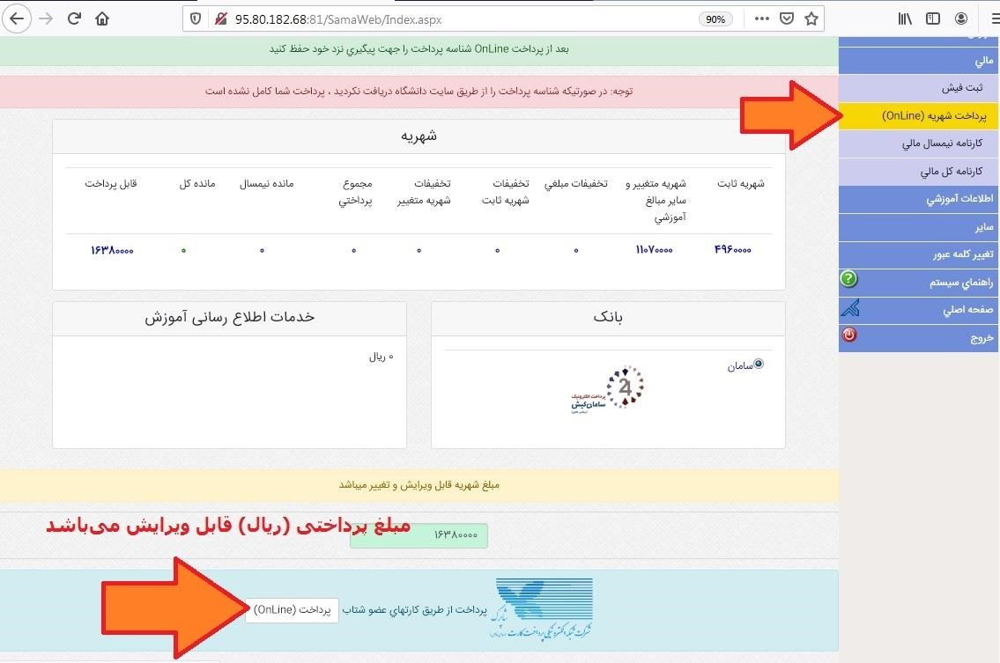 95.80.182.68:81/SamaWeb/Index.aspx
90%
بعد از پرداخت OnLine شناسه پرداخت را جهت پيگيري نزد خود حفظ کنيد
توجه: در صورتيکه شناسه پرداخت را از طريق سايت دانشگاه دريافت نکرديد ، پرداخت شما کامل نشده است
مالي
ثبت فيش
پرداخت شهريه (OnLine)
کارنامه نيمسال مالي
کارنامه کل مالي
اطلاعات آموزشي
ساير
تغيير کلمه عبور
راهنماي سيستم
صفحه اصلي
خروج
شهریه
شهريه ثابت
شهريه متغيير و ساير مبالغ آموزشي
تخفيفات مبلغي
تخفيفات شهريه ثابت
تخفيفات شهريه متغيير
مجموع پرداختي
مانده نيمسال
مانده کل
قابل پرداخت
۴۹۶۰۰۰۰ ۱۱۰۷۰۰۰۰ ۰ ۰ ۰ ۰ ۰ ۰ ۱۶۳۸۰۰۰۰
بانک
سامان
24
پرداخت الکترونیک
سامان کیش
خدمات اطلاع رسانی آموزش
۰ ريال
مبلغ شهريه قابل ويرايش و تغيير ميباشد
مبلغ پرداختی (ریال) قابل ویرایش می‌باشد
۱۶۳۸۰۰۰۰
پرداخت از طريق کارتهاي عضو شتاب
پرداخت (OnLine)
شاپرک
شرکت شبکه الکترونیکی پرداخت کارت